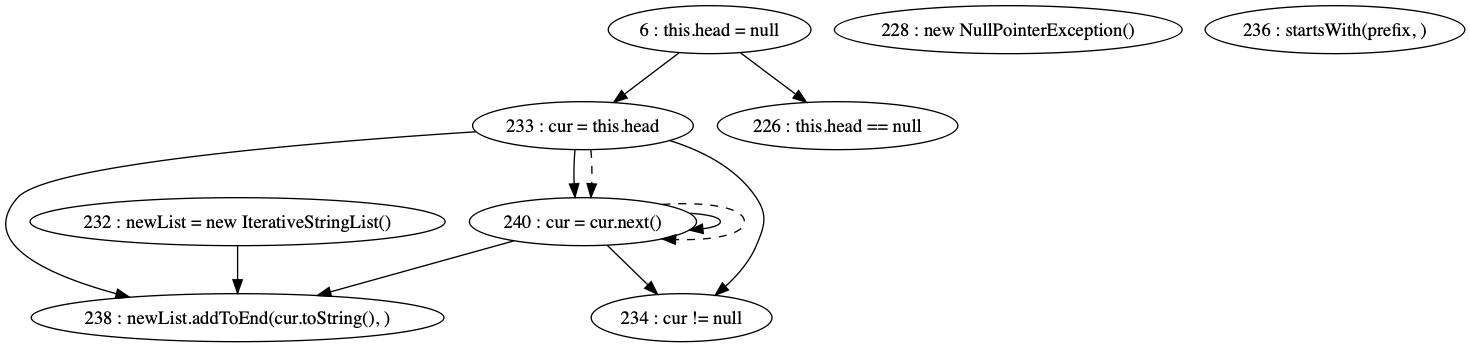 6 : this.head = null
228 : new NullPointerException()
236 : startsWith(prefix, )
233 : cur = this.head
226 : this.head == null
232 : newList = new IterativeStringList()
240 : cur = cur.next()
238 : newList.addToEnd(cur.toString(), )
234 : cur != null